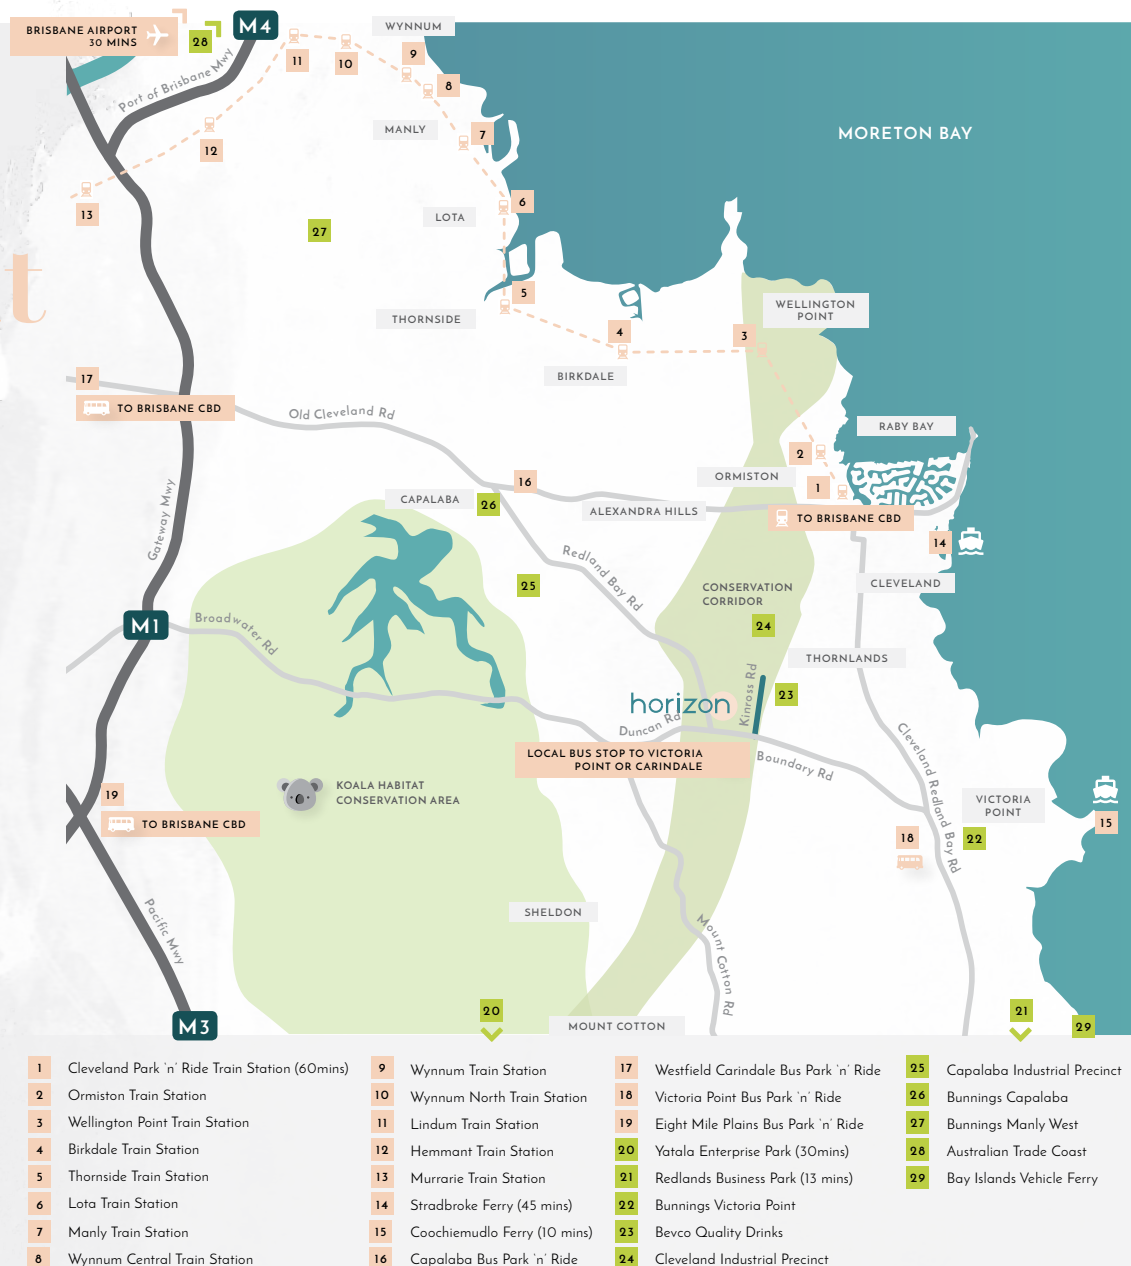 BRISBANE AIRPORT
30 MINS
28
M4
WYNNUM
11
10
9
8
Port of Brisbane Mwy
MANLY
7
MORETON BAY
12
13
6
LOTA
27
t
5
THORNSIDE
WELLINGTON
POINT
4
3
BIRKDALE
17
TO BRISBANE CBD
Old Cleveland Rd
RABY BAY
2
ORMISTON
16
1
CAPALABA
26
ALEXANDRA HILLS
TO BRISBANE CBD
Gateway Mwy
14
Redland Bay Rd
25
CONSERVATION
CORRIDOR
CLEVELAND
M1
Broadwater Rd
24
THORNLANDS
Kinross Rd
23
horizon
Duncan Rd
LOCAL BUS STOP TO VICTORIA
POINT OR CARINDALE
Boundary Rd
Cleveland Redland Bay Rd
KOALA HABITAT
CONSERVATION AREA
19
TO BRISBANE CBD
VICTORIA
POINT
15
18
22
Pacific Mwy
SHELDON
Mount Cotton Rd
M3
20
MOUNT COTTON
21
29
1 Cleveland Park 'n' Ride Train Station (60mins)
2 Ormiston Train Station
3 Wellington Point Train Station
4 Birkdale Train Station
5 Thornside Train Station
6 Lota Train Station
7 Manly Train Station
8 Wynnum Central Train Station
9 Wynnum Train Station
10 Wynnum North Train Station
11 Lindum Train Station
12 Hemmant Train Station
13 Murrarie Train Station
14 Stradbroke Ferry (45 mins)
15 Coochiemudlo Ferry (10 mins)
16 Capalaba Bus Park 'n' Ride
17 Westfield Carindale Bus Park 'n' Ride
18 Victoria Point Bus Park 'n' Ride
19 Eight Mile Plains Bus Park 'n' Ride
20 Yatala Enterprise Park (30mins)
21 Redlands Business Park (13 mins)
22 Bunnings Victoria Point
23 Bevco Quality Drinks
24 Cleveland Industrial Precinct
25 Capalaba Industrial Precinct
26 Bunnings Capalaba
27 Bunnings Manly West
28 Australian Trade Coast
29 Bay Islands Vehicle Ferry